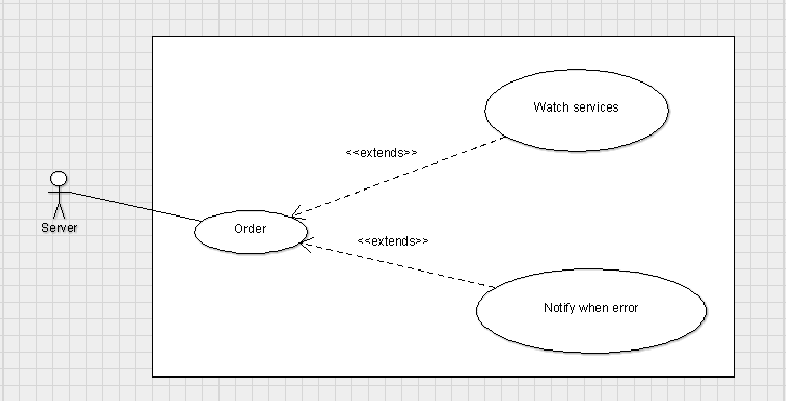 Watch services
<<extends>>
Server
Order
<<extends>>
Notify when error